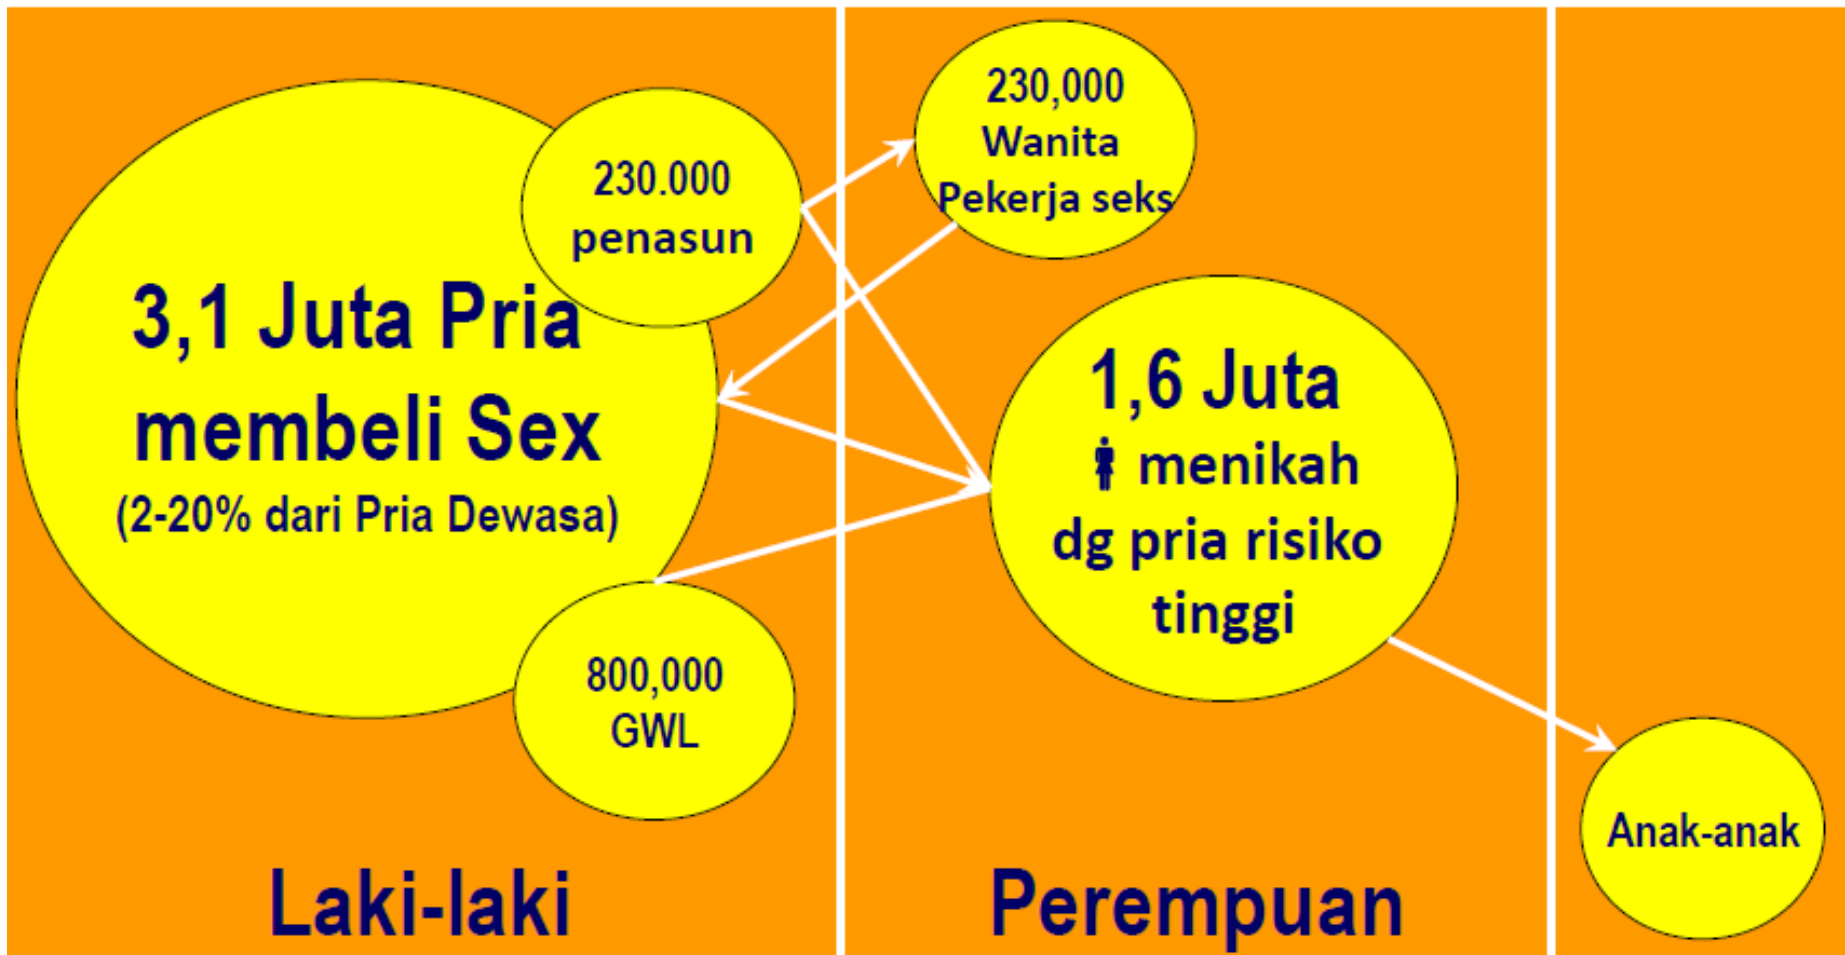 3,1 Juta Pria
membeli Sex
(2-20% dari Pria Dewasa)
230.000
penasun
800,000
GWL
Laki-laki
230,000
Wanita
Pekerja seks
1,6 Juta
menikah
dg pria risiko
tinggi
Perempuan
Anak-anak